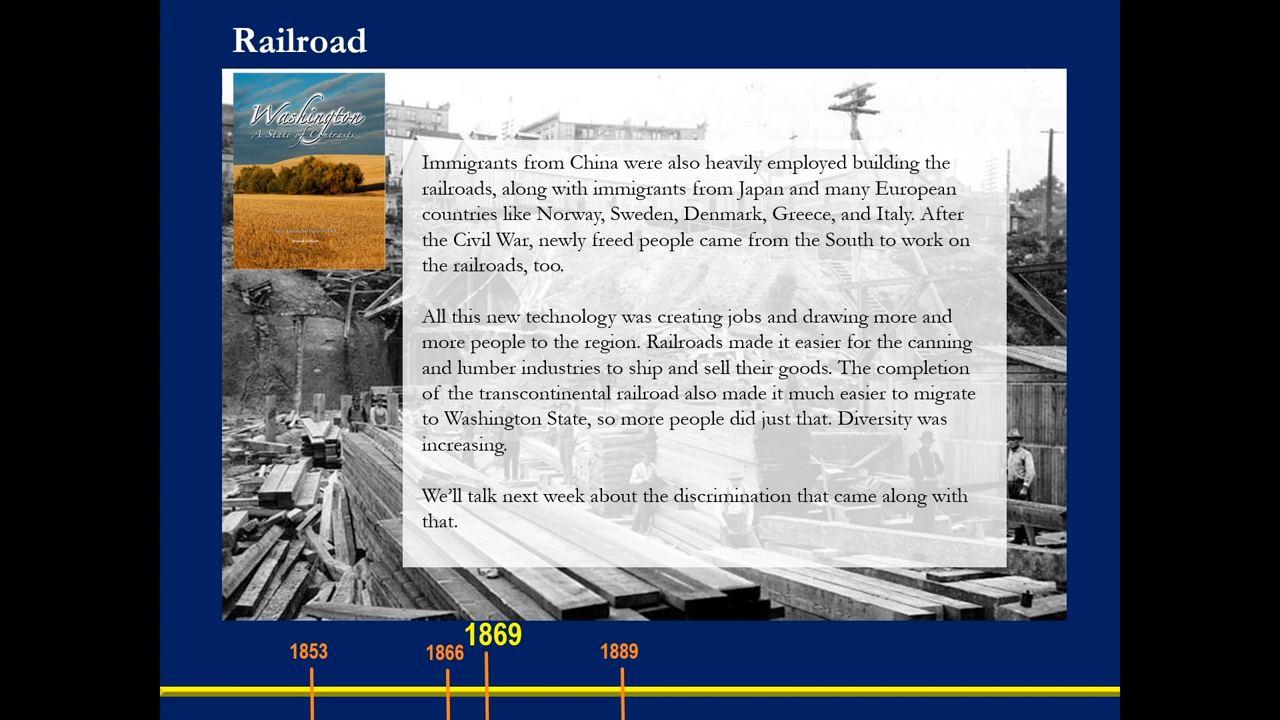 Railroad
Washington
A State of Contrasts
Immigrants from China were also heavily employed building the
railroads, along with immigrants from Japan and many European
countries like Norway, Sweden, Denmark, Greece, and Italy. After
the Civil War, newly freed people came from the South to work on
the railroads, too.
All this new technology was creating jobs and drawing more and
more people to the region. Railroads made it easier for the canning
and lumber industries to ship and sell their goods. The completion
of the transcontinental railroad also made it much easier to migrate
to Washington State, so more people did just that. Diversity was
increasing.
We’ll talk next week about the discrimination that came along with
that.
1853
1866
1869
1889